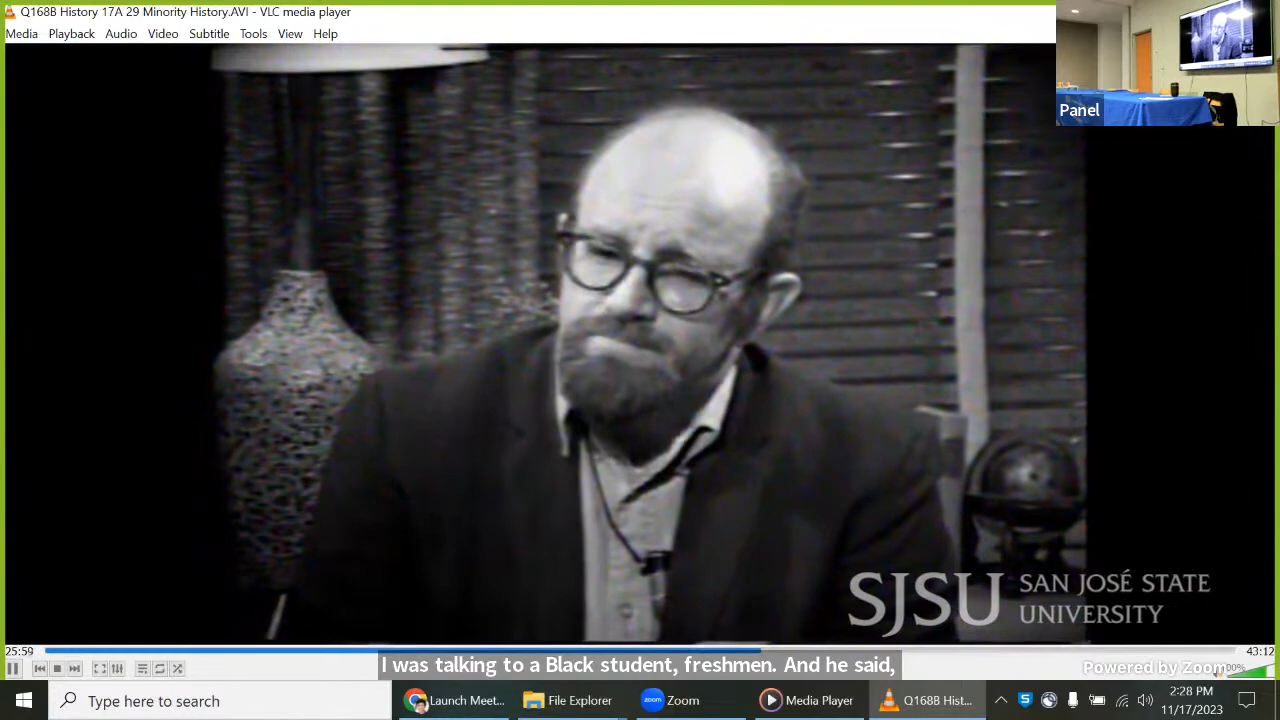 Q168B History 17A 29 Minority History.AVI - VLC media player
Media Playback Audio Video Subtitle Tools View Help
Panel
SJSU SAN JOSÉ STATE
UNIVERSITY
25:59
43:12
I was talking to a Black student, freshmen. And he said,
Powered by Zoom
Type here to search
Launch Meet...
File Explorer
zoom
Zoom
Media Player
Q168B Hist...
2:28 PM
11/17/2023